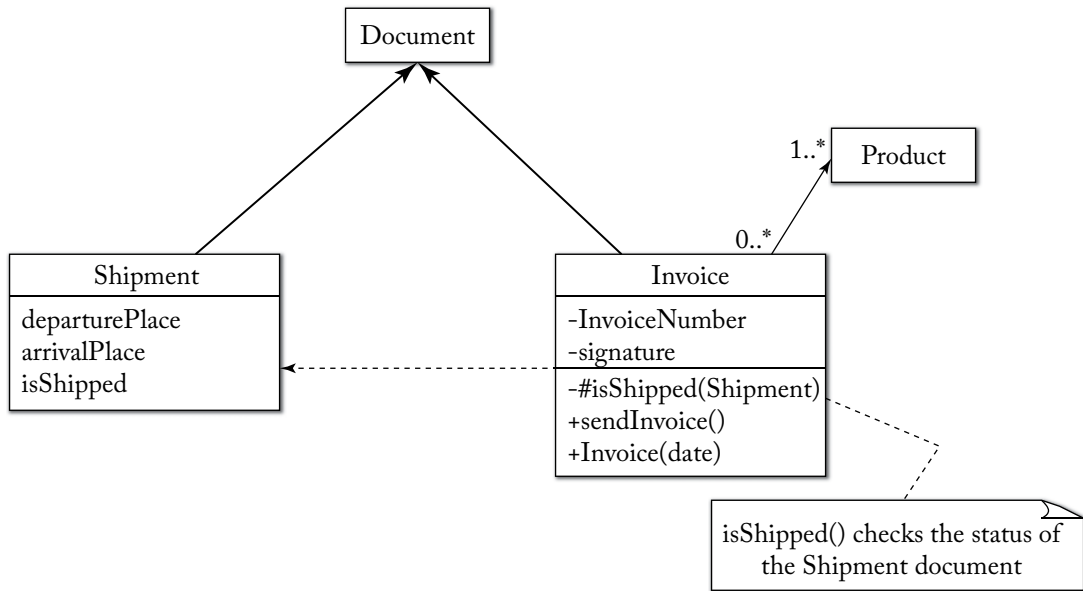 Document
1..*
Product
0..*
Shipment
departurePlace
arrivalPlace
isShipped
Invoice
-InvoiceNumber
-signature
-#isShipped(Shipment)
+sendInvoice()
+Invoice(date)
isShipped() checks the status of
the Shipment document